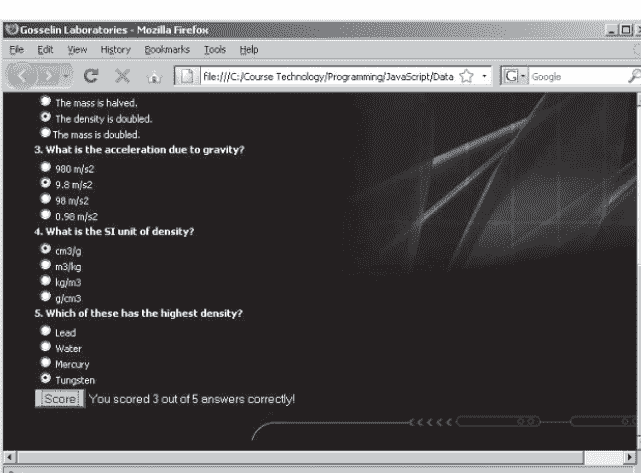 Gosselin Laboratories - Mozilla Firefox
File Edit View History Bookmarks Tools Help
file:///C:/Course Technology/Programming/JavaScript/Data
G Google
The mass is halved.
The density is doubled.
The mass is doubled.
3. What is the acceleration due to gravity?
980 m/s2
9.8 m/s2
98 m/s2
0.98 m/s2
4. What is the SI unit of density?
cm3/g
m3/kg
kg/m3
g/cm3
5. Which of these has the highest density?
Lead
Water
Mercury
Tungsten
Score You scored 3 out of 5 answers correctly!